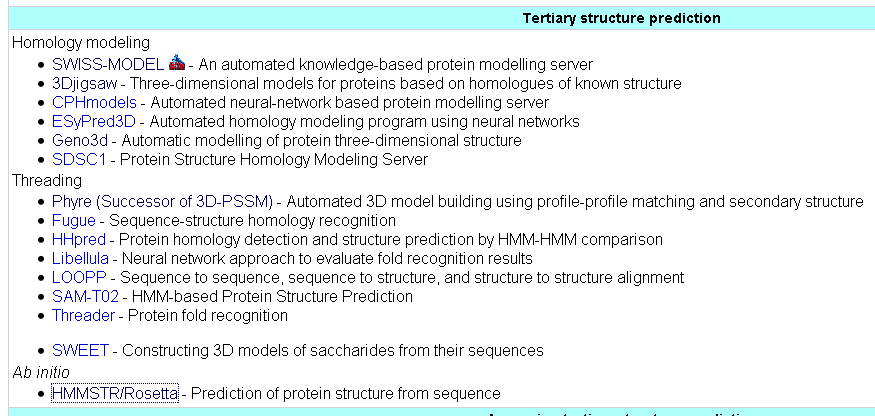 Tertiary structure prediction
Homology modeling
SWISS-MODEL - An automated knowledge-based protein modelling server
3Djigsaw - Three-dimensional models for proteins based on homologues of known structure
CPHmodels - Automated neural-network based protein modelling server
ESyPred3D - Automated homology modeling program using neural networks
Geno3d - Automatic modelling of protein three-dimensional structure
SDSC1 - Protein Structure Homology Modeling Server
Threading
Phyre (Successor of 3D-PSSM) - Automated 3D model building using profile-profile matching and secondary structure
Fugue - Sequence-structure homology recognition
HHpred - Protein homology detection and structure prediction by HMM-HMM comparison
Libellula - Neural network approach to evaluate fold recognition results
LOOPP - Sequence to sequence, sequence to structure, and structure to structure alignment
SAM-T02 - HMM-based Protein Structure Prediction
Threader - Protein fold recognition
SWEET - Constructing 3D models of saccharides from their sequences
Ab initio
HMMSTR/Rosetta - Prediction of protein structure from sequence